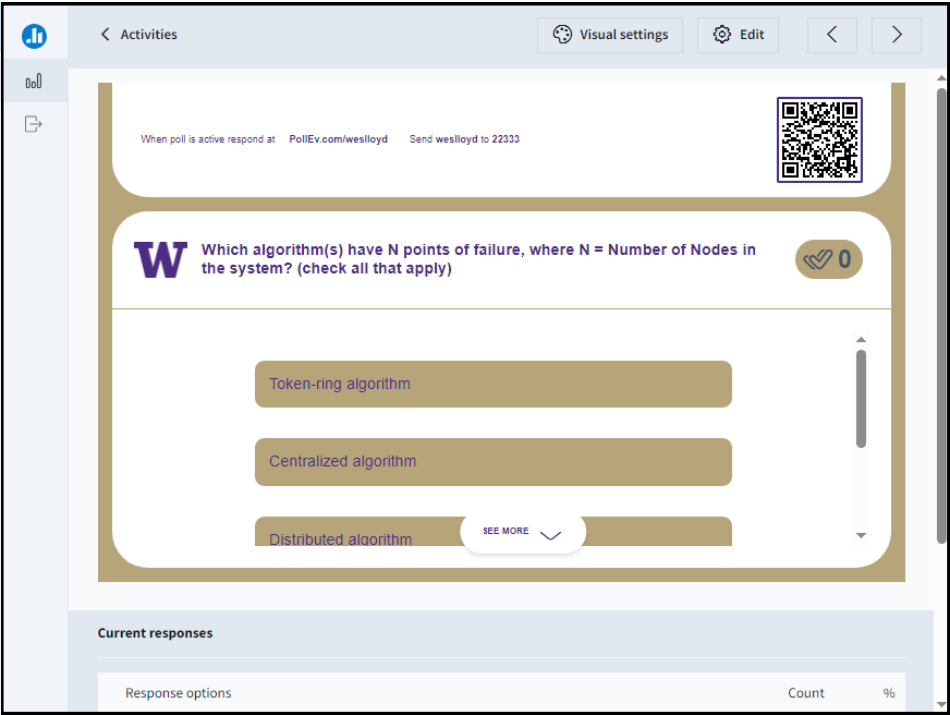 Activities
Visual settings
Edit
When poll is active respond at PollEv.com/weslloyd Send weslloyd to 22333
W
Which algorithm(s) have N points of failure, where N = Number of Nodes in
the system? (check all that apply)
0
Token-ring algorithm
Centralized algorithm
Distributed algorithm
SEE MORE
Current responses
Response options Count %